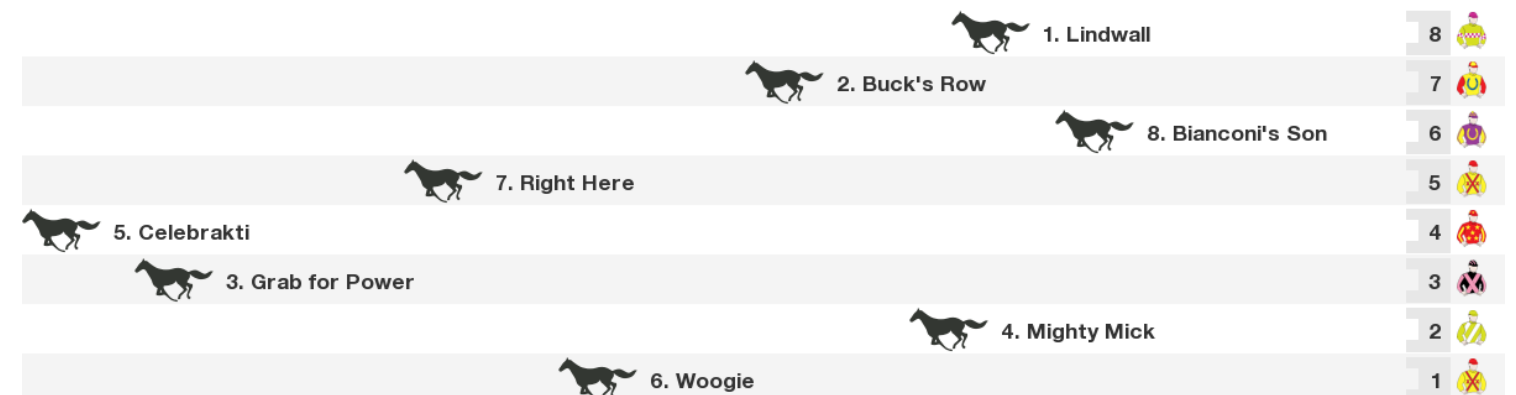 1. Lindwall 8
2. Buck's Row 7
8. Bianconi's Son 6
7. Right Here 5
5. Celebrakti 4
3. Grab for Power 3
4. Mighty Mick 2
6. Woogie 1